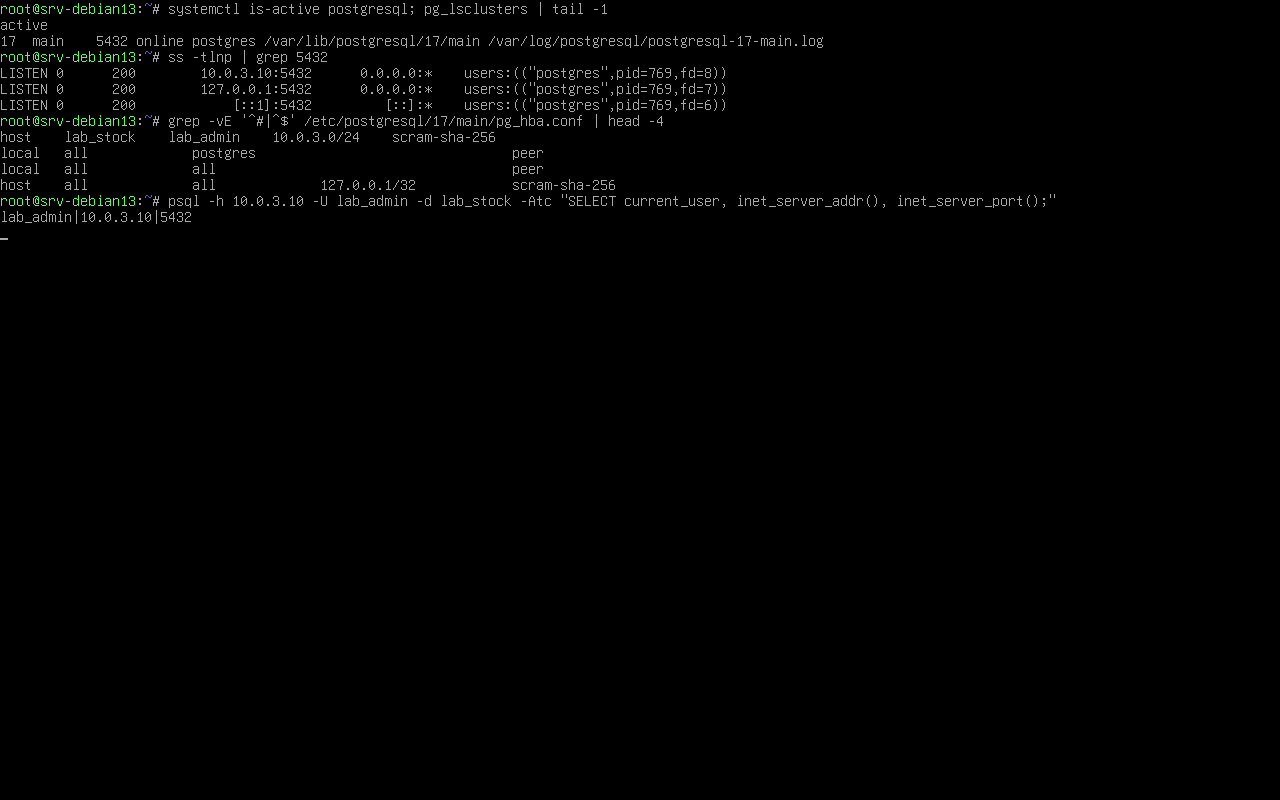 root@srv-debian13:~# systemctl is-active postgresql; pg_lsclusters | tail -1
active
17  main    5432 online postgres /var/lib/postgresql/17/main /var/log/postgresql/postgresql-17-main.log
root@srv-debian13:~# ss -tlnp | grep 5432
LISTEN 0      200        10.0.3.10:5432      0.0.0.0:*    users:(("postgres",pid=769,fd=8))
LISTEN 0      200        127.0.0.1:5432      0.0.0.0:*    users:(("postgres",pid=769,fd=7))
LISTEN 0      200            [::1]:5432         [::]:*    users:(("postgres",pid=769,fd=6))
root@srv-debian13:~# grep -vE '^#|^$' /etc/postgresql/17/main/pg_hba.conf | head -4
host    lab_stock    lab_admin    10.0.3.0/24    scram-sha-256
local   all             postgres                                peer
local   all             all                                     peer
host    all             all             127.0.0.1/32            scram-sha-256
root@srv-debian13:~# psql -h 10.0.3.10 -U lab_admin -d lab_stock -Atc "SELECT current_user, inet_server_addr(), inet_server_port();"
lab_admin|10.0.3.10|5432